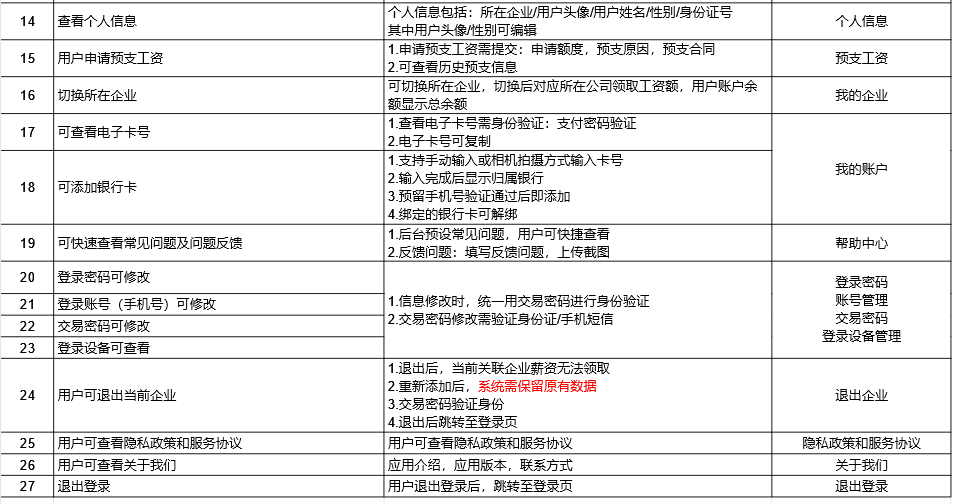 14 查看个人信息 个人信息包括：所在企业/用户头像/用户姓名/性别/身份证号 个人信息
其中用户头像/性别可编辑
15 用户申请预支工资 1.申请预支工资需提交：申请额度，预支原因，预支合同 预支工资
2.可查看历史预支信息
16 切换所在企业 可切换所在企业，切换后对应所在公司领取工资额，用户账户余 我的企业
额显示总余额
17 可查看电子卡号 1.查看电子卡号需身份验证：支付密码验证
2.电子卡号可复制
我的账户
18 可添加银行卡 1.支持手动输入或相机拍摄方式输入卡号
2.输入完成后显示归属银行
3.预留手机号验证通过后即添加
4.绑定的银行卡可解绑
19 可快速查看常见问题及问题反馈 1.后台预设常见问题，用户可快捷查看 帮助中心
2.反馈问题：填写反馈问题，上传截图
20 登录密码可修改
21 登录账号（手机号）可修改
22 交易密码可修改
23 登录设备可查看
1.信息修改时，统一用交易密码进行身份验证
2.交易密码修改需验证身份证/手机短信
登录密码
账号管理
交易密码
登录设备管理
24 用户可退出当前企业 1.退出后，当前关联企业薪资无法领取 退出企业
2.重新添加后，系统需保留原有数据
3.交易密码验证身份
4.退出后跳转至登录页
25 用户可查看隐私政策和服务协议 用户可查看隐私政策和服务协议 隐私政策和服务协议
26 用户可查看关于我们 应用介绍，应用版本，联系方式 关于我们
27 退出登录 用户退出登录后，跳转至登录页 退出登录